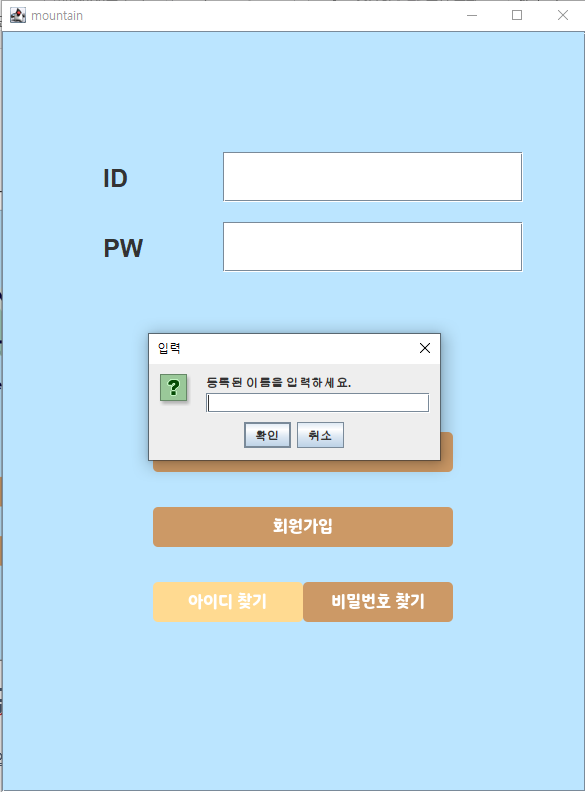 mountain
ID
PW
입력
등록된 이름을 입력하세요.
확인 취소
회원가입
아이디 찾기 비밀번호 찾기